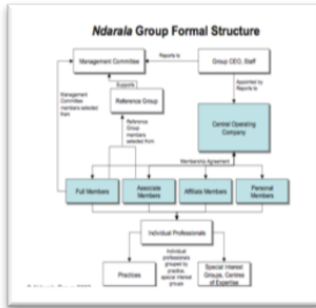 Ndarala Group Formal Structure
Management Committee
Reports to
Group CEO, Staff
Supports
Appointed by
Reports to
Management
Committee
members
selected
from
Reference Group
Reference
Group
members
selected from
Central Operating
Company
Membership Agreement
Full Members
Associate
Members
Affiliate Members
Personal
Members
Individual Professionals
Individual
professionals
grouped by
practice,
special interest
groups
Practices
Special Interest
Groups, Centres
of Expertise